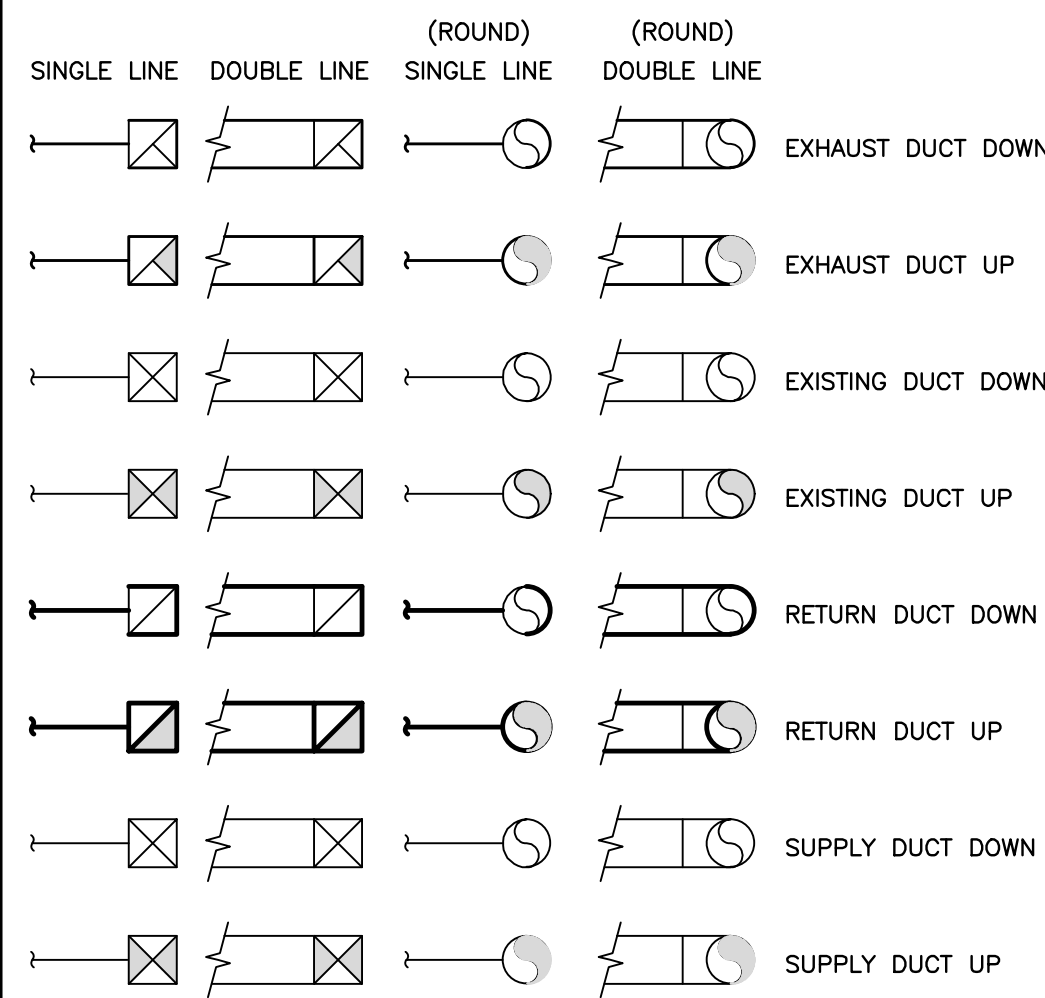 (ROUND) (ROUND)
SINGLE LINE DOUBLE LINE SINGLE LINE DOUBLE LINE
EXHAUST DUCT DOWN
EXHAUST DUCT UP
EXISTING DUCT DOWN
EXISTING DUCT UP
RETURN DUCT DOWN
RETURN DUCT UP
SUPPLY DUCT DOWN
SUPPLY DUCT UP